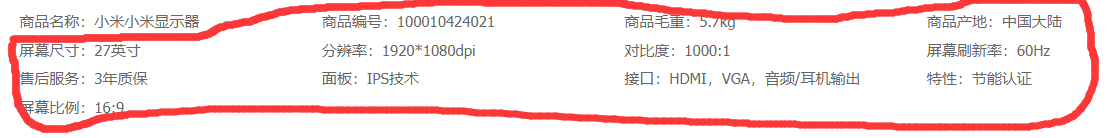 商品名称：小米小米显示器 商品编号：100010424021 商品毛重：5.7kg 商品产地：中国大陆
屏幕尺寸：27英寸 分辨率：1920*1080dpi 对比度：1000:1 屏幕刷新率：60Hz
售后服务：3年质保 面板：IPS技术 接口：HDMI，VGA，音频/耳机输出 特性：节能认证
屏幕比例：16:9